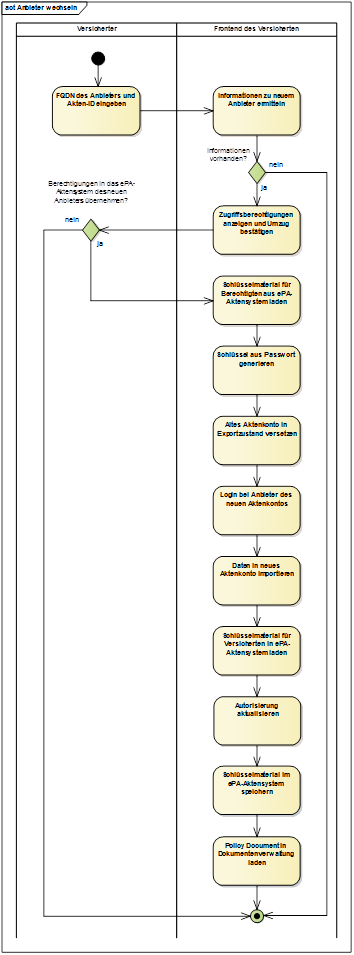 act Anbieter wechseln
Versicherter
Frontend des Versicherten
FQDN des Anbieters und
Akten-ID eingeben
Informationen zu neuem
Anbieter ermitteln
Informationen
vorhanden?
nein
ja
Berechtigungen in das ePA-
Aktensystem des neuen
Anbieters übernehmen?
nein
ja
Zugriffsberechtigungen
anzeigen und Umzug
bestätigen
Schlüsselmaterial für
Berechtigten aus ePA-
Aktensystem laden
Schlüssel aus Passwort
generieren
Altes Aktenkonto in
Exportzustand versetzen
Login bei Anbieter des
neuen Aktenkontos
Daten in neues
Aktenkonto importieren
Schlüsselmaterial für
Versicherten in ePA-
Aktensystem laden
Autorisierung
aktualisieren
Schlüsselmaterial im
ePA-Aktensystem
speichern
Policy Document in
Dokumentenverwaltung
laden